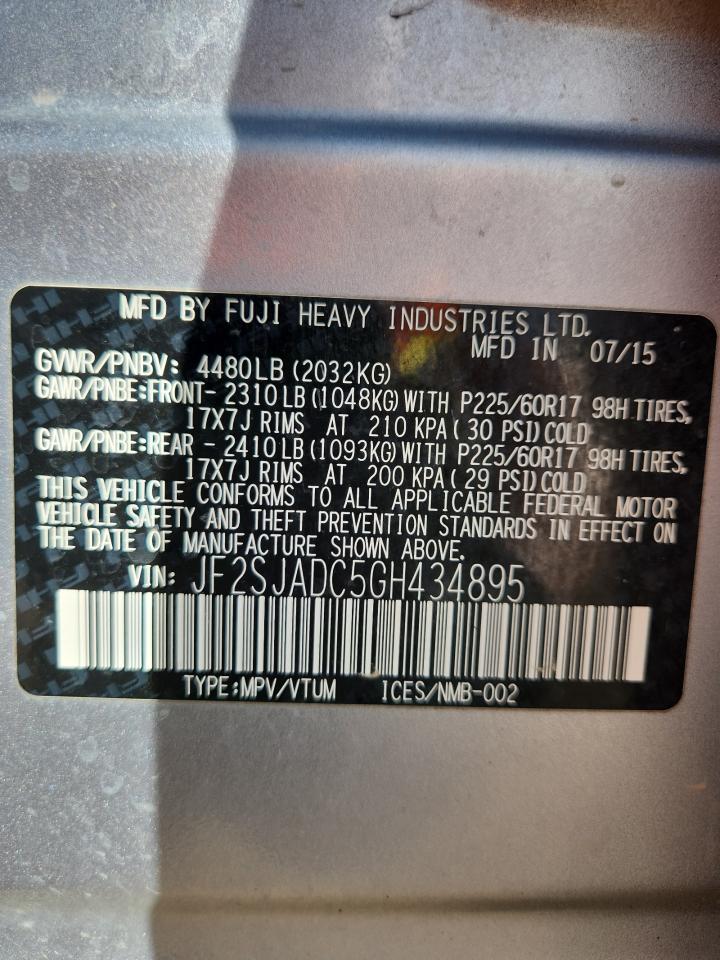 MFD BY FUJI HEAVY INDUSTRIES LTD.
MFD IN 07/15
GVWR/PNBV: 4480LB (2032KG)
GAWR/PNBE:FRONT- 2310LB (1048KG) WITH P225/60R17 98H TIRES,
17X7J RIMS AT 210 KPA ( 30 PSI) COLD
GAWR/PNBE:REAR - 2410LB (1093KG) WITH P225/60R17 98H TIRES,
17X7J RIMS AT 200 KPA ( 29 PSI) COLD
THIS VEHICLE CONFORMS TO ALL APPLICABLE FEDERAL MOTOR
VEHICLE SAFETY AND THEFT PREVENTION STANDARDS IN EFFECT ON
THE DATE OF MANUFACTURE SHOWN ABOVE.
VIN: JF2SJADC5GH434895
TYPE:MPV/VTUM ICES/NMB-002